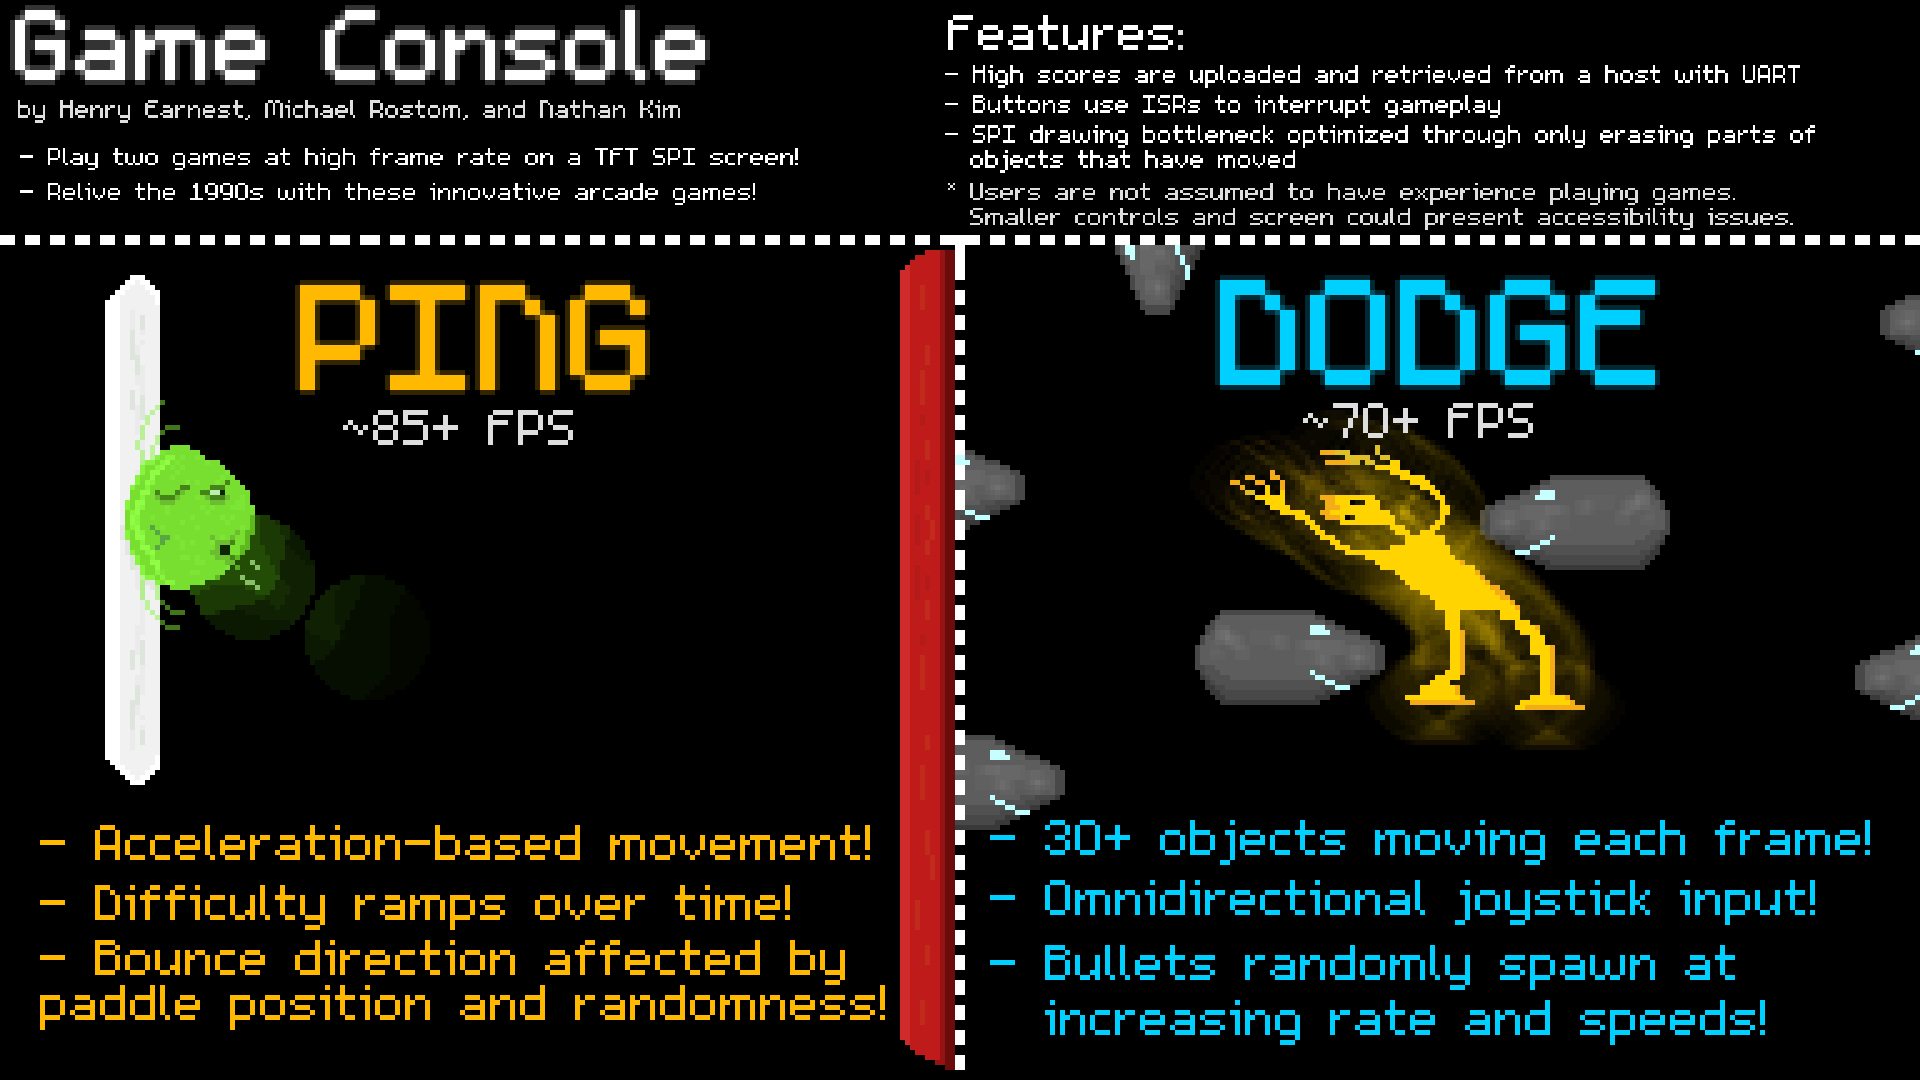 Game Console
by Henry Earnest, Michael Rostom, and Nathan Kim
- Play two games at high frame rate on a TFT SPI screen!
- Relive the 1990s with these innovative arcade games!
Features:
- High scores are uploaded and retrieved from a host with UART
- Buttons use ISRs to interrupt gameplay
- SPI drawing bottleneck optimized through only erasing parts of
objects that have moved
* Users are not assumed to have experience playing games.
Smaller controls and screen could present accessibility issues.
PING
~85+ FPS
- Acceleration-based movement!
- Difficulty ramps over time!
- Bounce direction affected by
paddle position and randomness!
DODGE
~70+ FPS
- 30+ objects moving each frame!
- Omnidirectional joystick input!
- Bullets randomly spawn at
increasing rate and speeds!